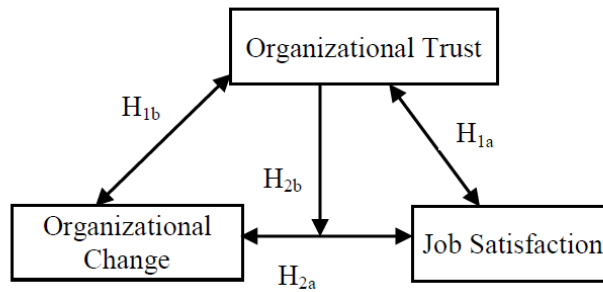 Organizational Trust
H1b
H1a
H2b
Organizational
Change
Job Satisfaction
H2a